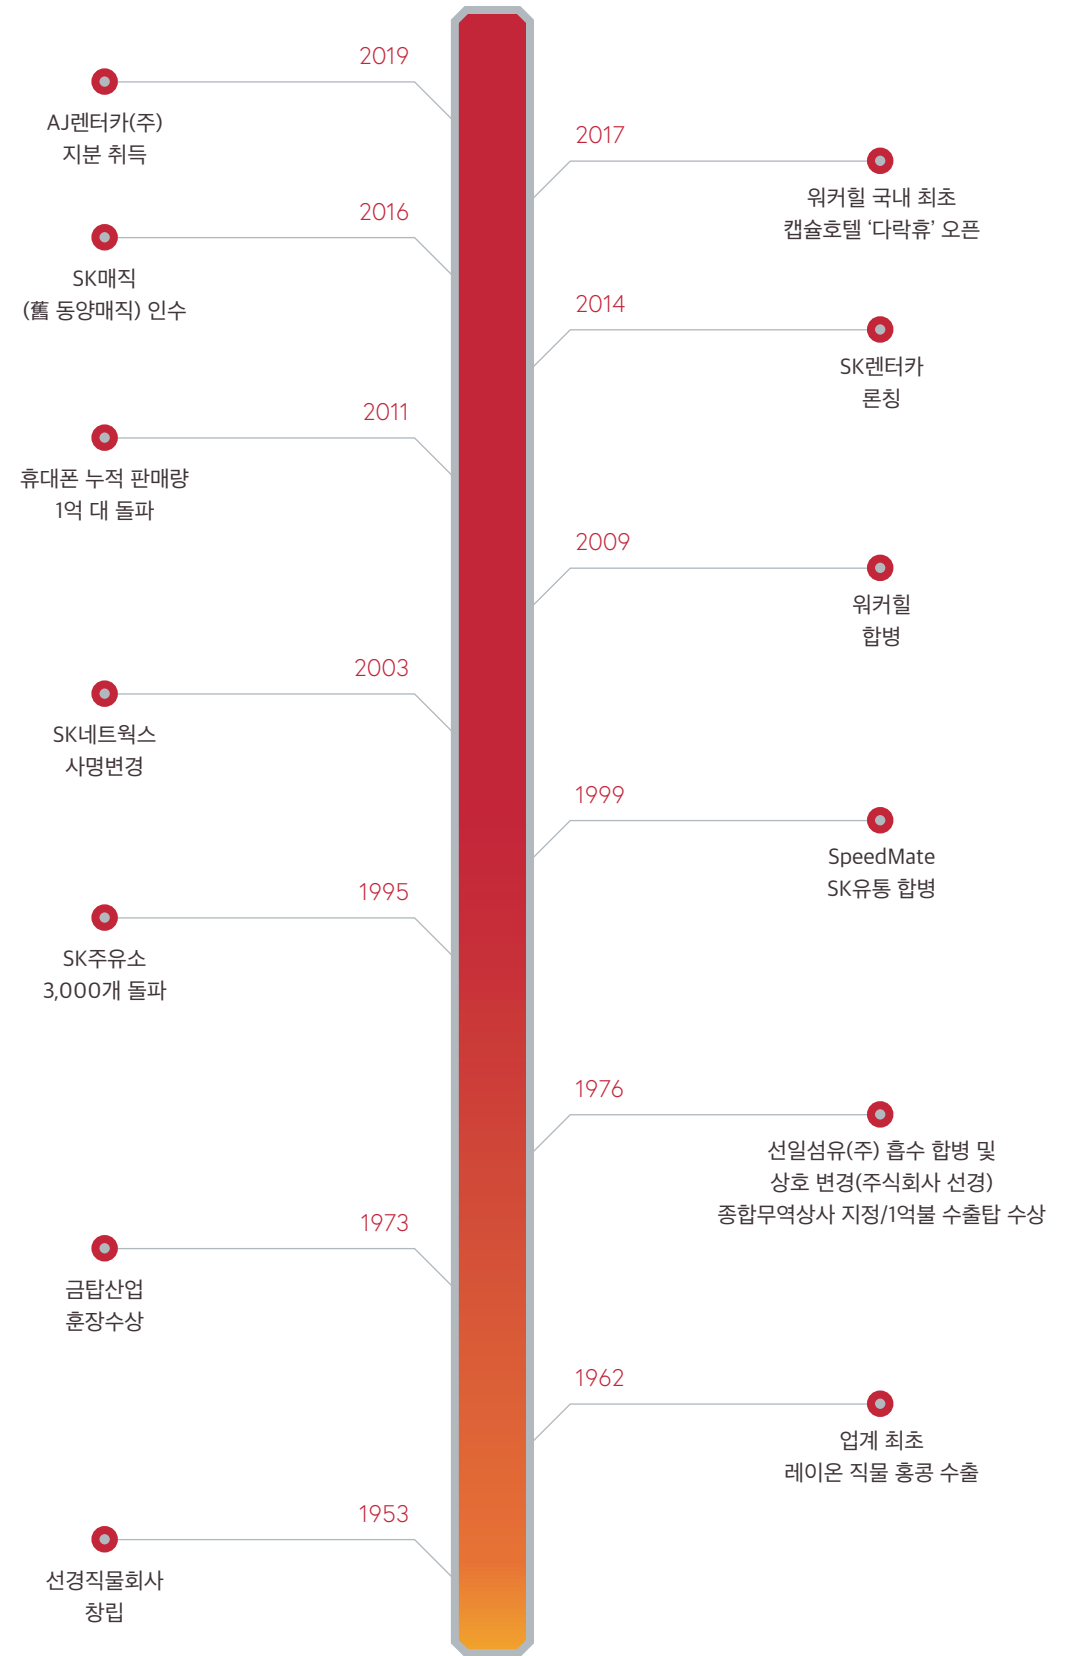 2019
AJ렌터카(주)
지분 취득
2017
워커힐 국내 최초
캡슐호텔 ‘다락휴’ 오픈
2016
SK매직
(舊 동양매직) 인수
2014
SK렌터카
론칭
2011
휴대폰 누적 판매량
1억 대 돌파
2009
워커힐
합병
2003
SK네트웍스
사명변경
1999
SpeedMate
SK유통 합병
1995
SK주유소
3,000개 돌파
1976
선일섬유(주) 흡수 합병 및
상호 변경(주식회사 선경)
종합무역상사 지정/1억불 수출탑 수상
1973
금탑산업
훈장수상
1962
업계 최초
레이온 직물 홍콩 수출
1953
선경직물회사
창립